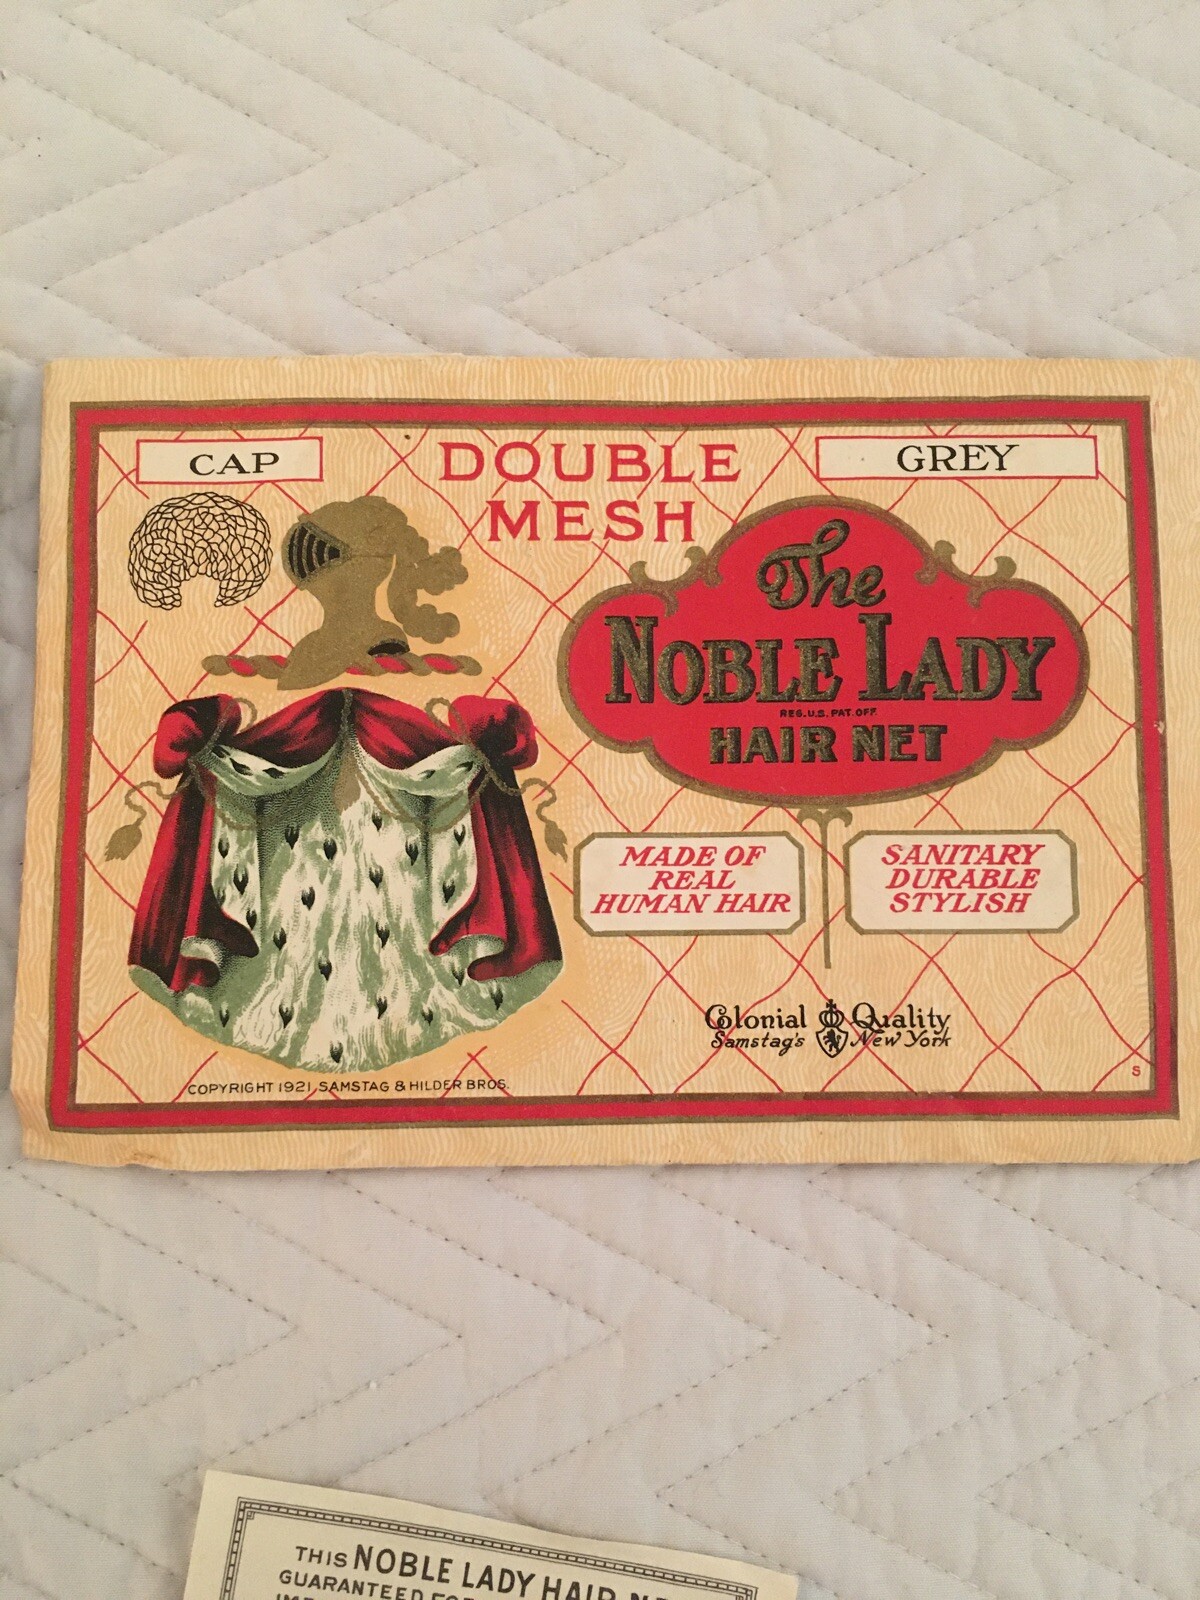 CAP
DOUBLE
MESH
GREY
The
NOBLE LADY
REG. U.S. PAT. OFF.
HAIR NET
MADE OF
REAL
HUMAN HAIR
SANITARY
DURABLE
STYLISH
Colonial Quality
Samstag's New York
COPYRIGHT 1921, SAMSTAG & HILDER BROS.
S
THIS NOBLE LADY HAIR
GUARANTEED